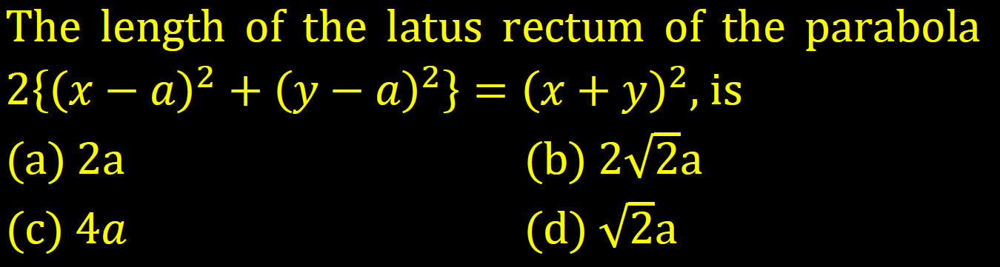 The length of the latus rectum of the parabola
2{(x − a)² + (y − a)²} = (x + y)², is
(a) 2a (b) 2√2a
(c) 4a (d) √2a